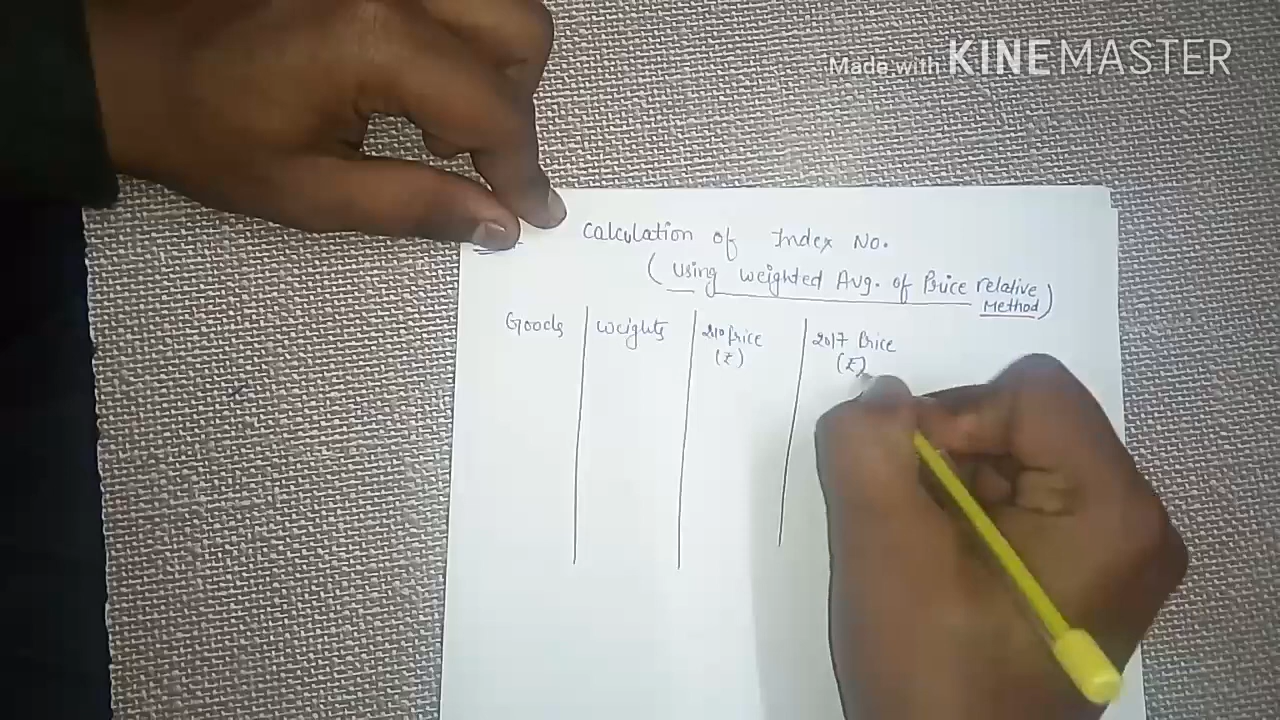 Made with KINEMASTER
Calculation of Index No.
(Using weighted Avg. of Price relative
Method)
Goods weights 2010 Price 2017 Price
(₹) (₹)